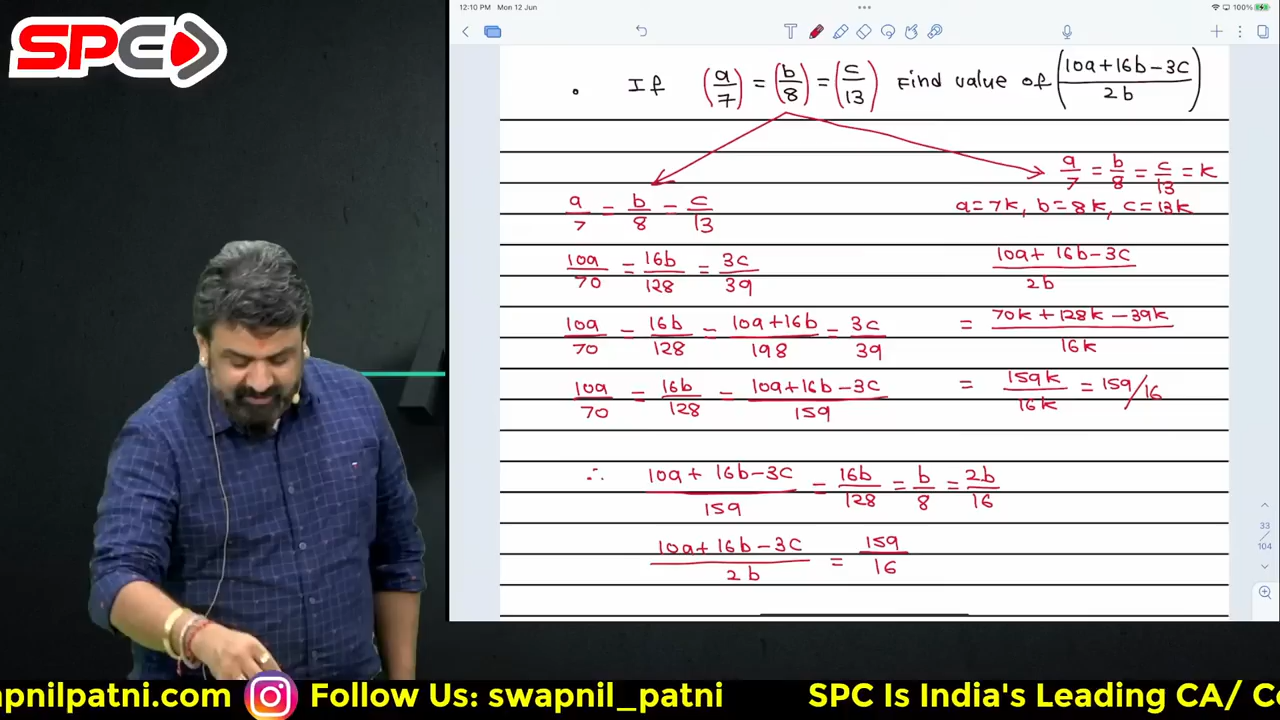 12:10 PM Mon 12 Jun
100%
SPC
. If (a/7) = (b/8) = (c/13) Find value of ((10a+16b-3c)/2b)
a/7 = b/8 = c/13 = k
a=7k, b=8k, c=13k
a/7 = b/8 = c/13
10a/70 = 16b/128 = 3c/39
(10a+16b-3c)/2b
10a/70 = 16b/128 = (10a+16b)/198 = 3c/39
= (70k+128k-39k)/16k
10a/70 = 16b/128 = (10a+16b-3c)/159
= 159k/16k = 159/16
∴ (10a+16b-3c)/159 = 16b/128 = b/8 = 2b/16
(10a+16b-3c)/2b = 159/16
33
/
104
apnilpatni.com Follow Us: swapnil_patni SPC Is India's Leading CA/ Co